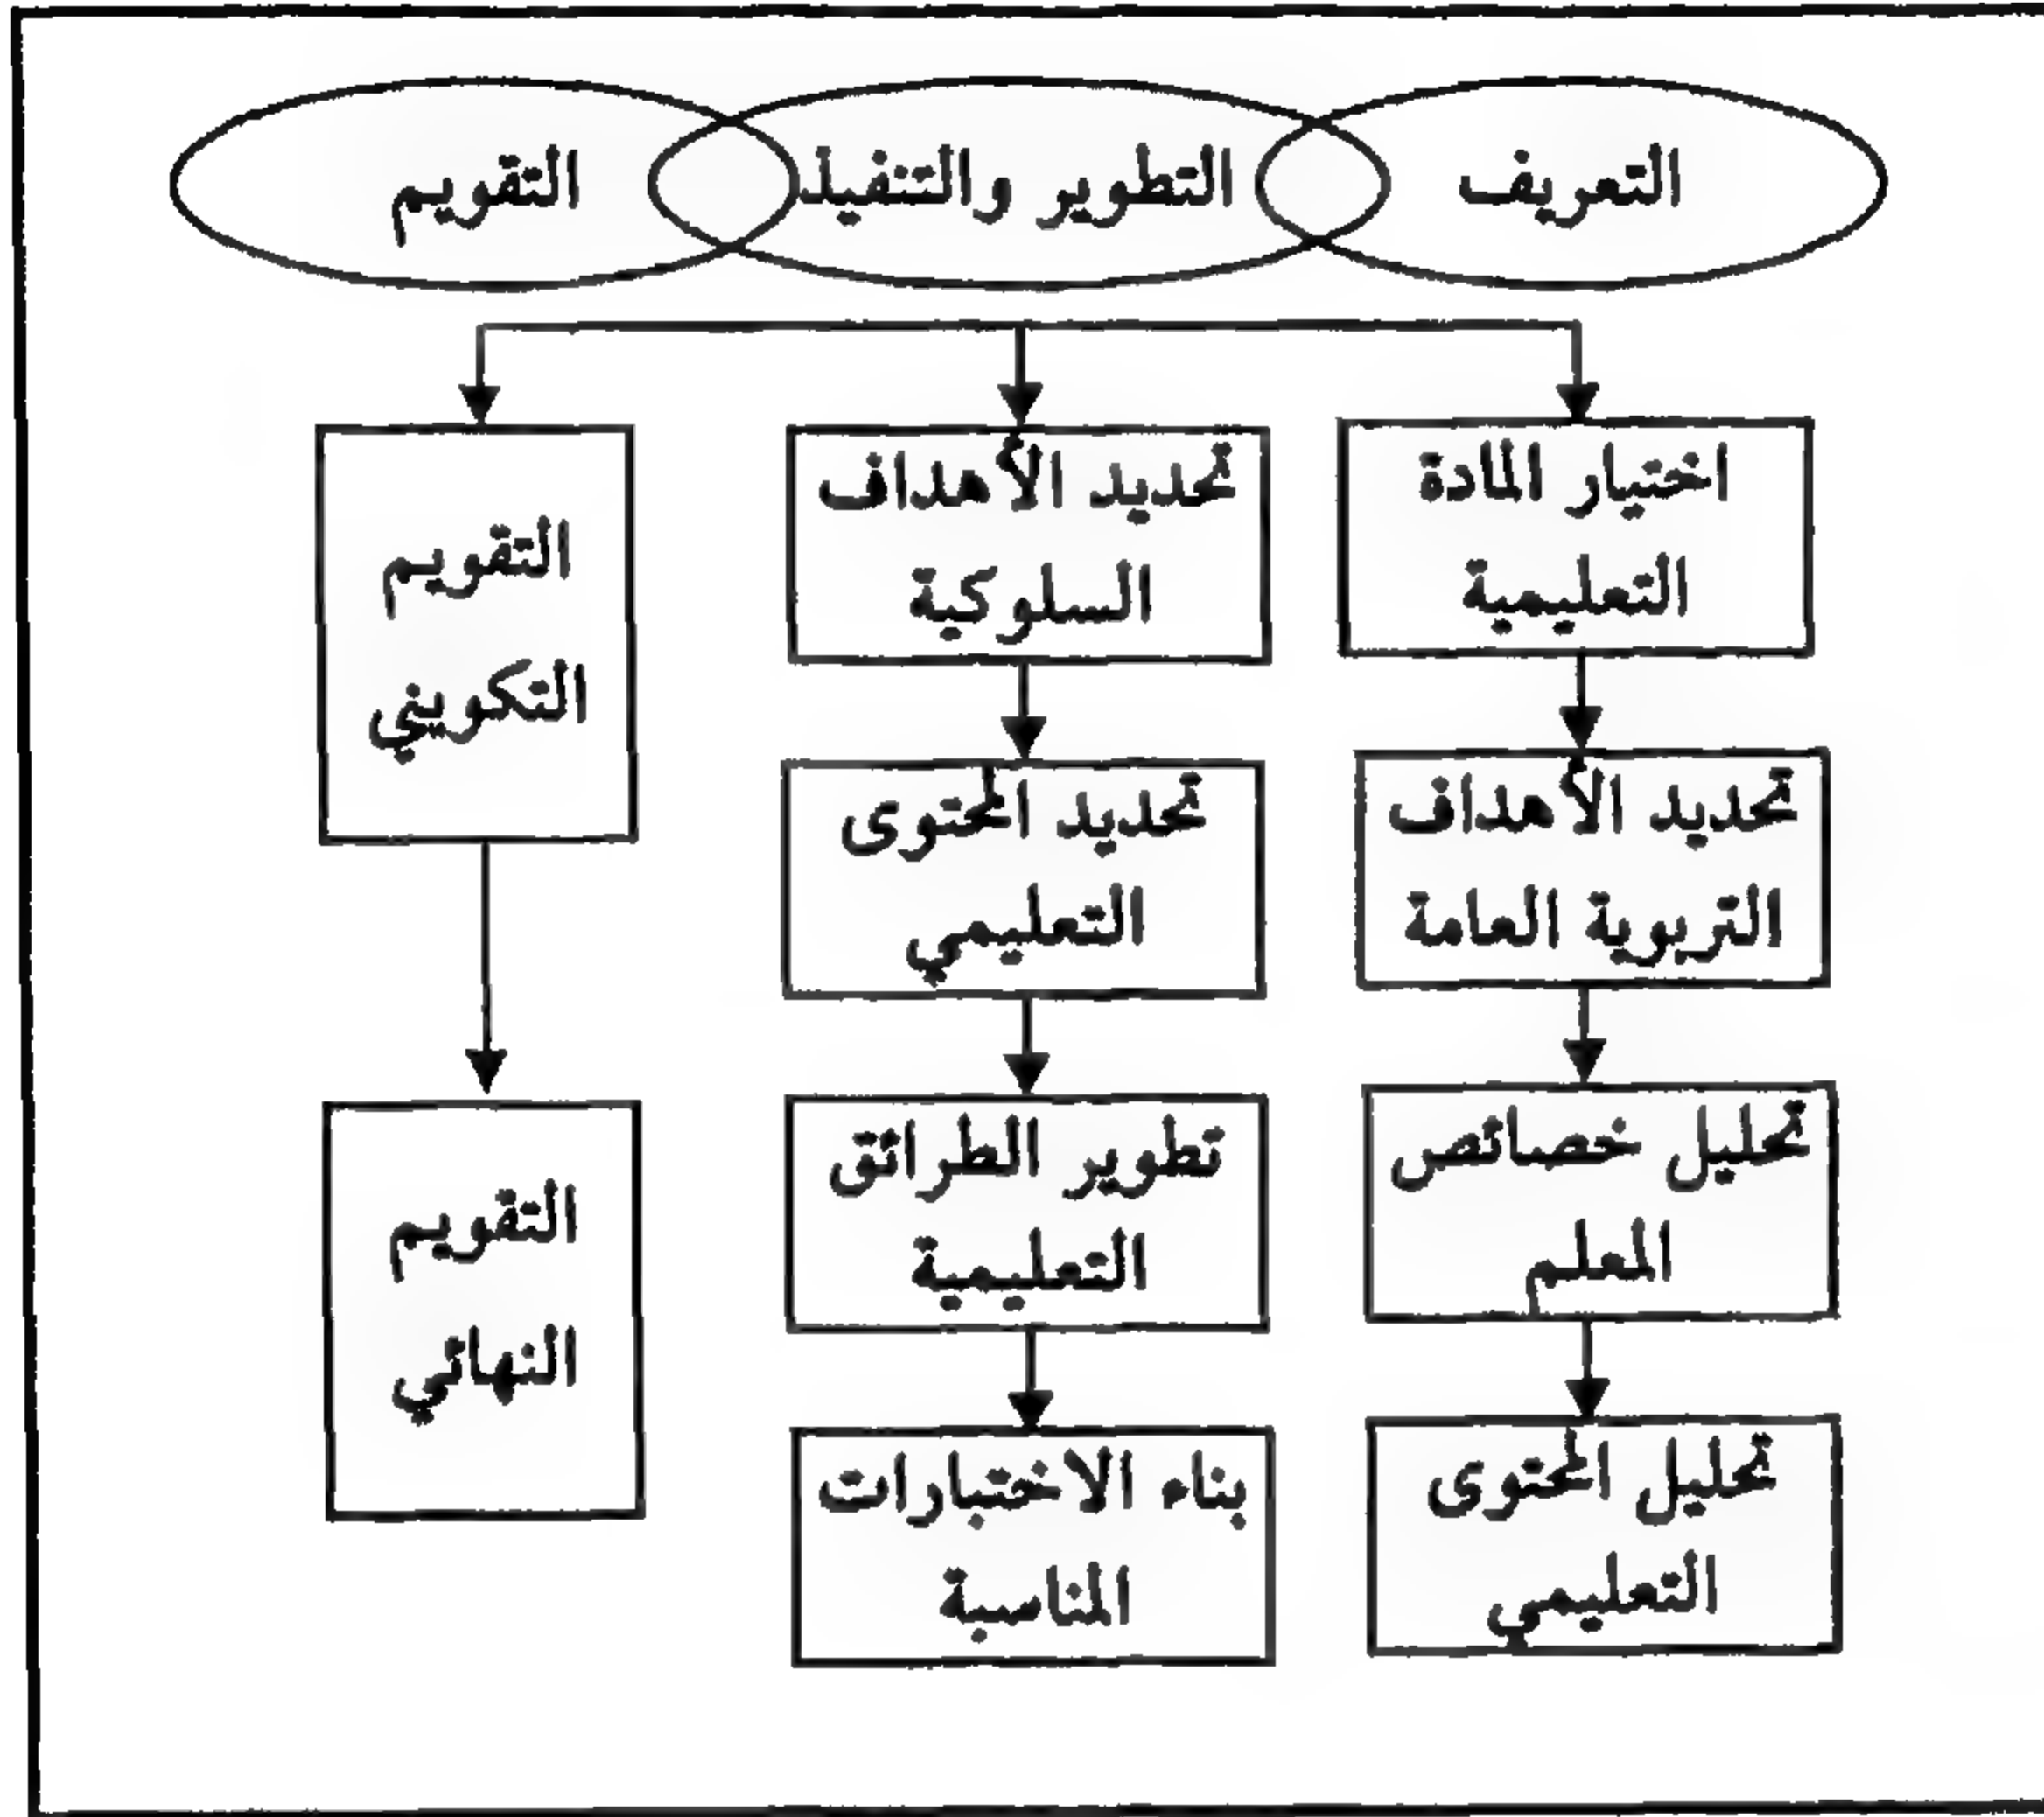 التعريف
التطوير والتنفيذ
التقويم
اختيار المادة
التعليمية
تحديد الأهداف
التربوية العامة
تحليل خصائص
المعلم
تحليل المحتوى
التعليمي
تحديد الأهداف
السلوكية
تحديد المحتوى
التعليمي
تطوير الطرائق
التعليمية
بناء الاختبارات
المناسبة
التقويم
التكويني
التقويم
النهائي